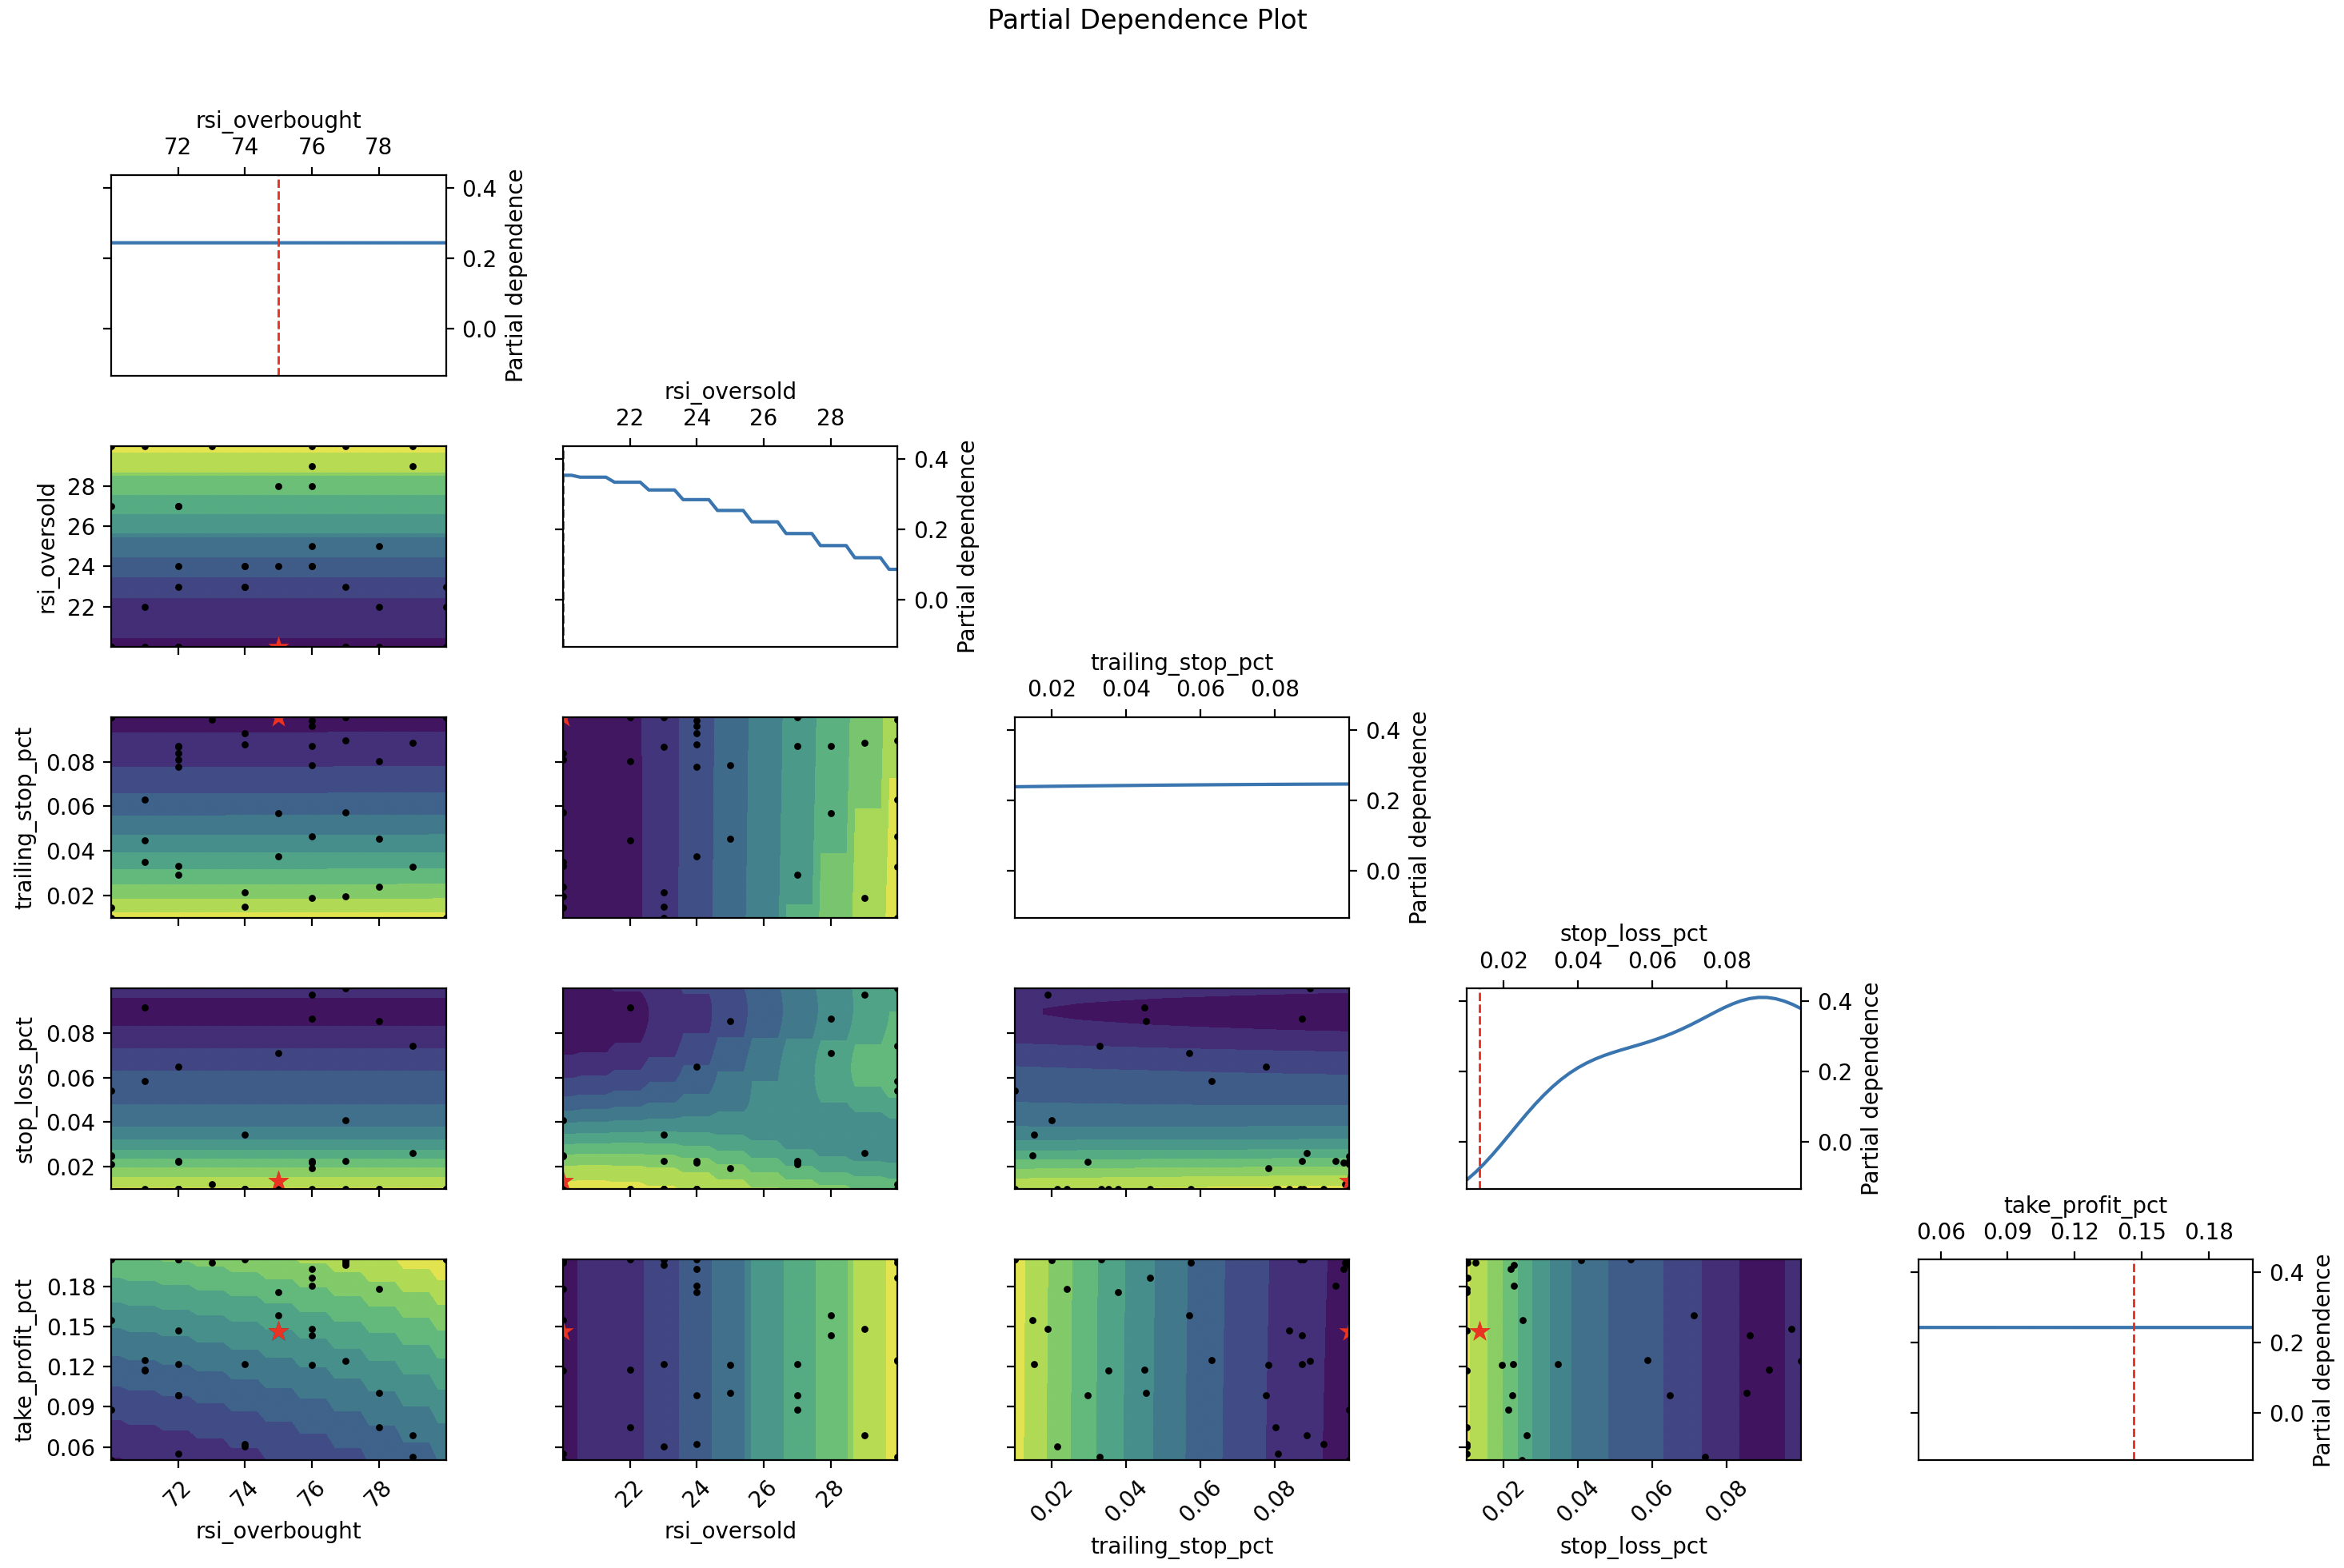 Partial Dependence Plot
rsi_overbought
72 74 76 78
0.4
0.2
0.0
Partial dependence
rsi_oversold
22 24 26 28
0.4
0.2
0.0
Partial dependence
rsi_oversold
28
26
24
22
trailing_stop_pct
0.02 0.04 0.06 0.08
0.4
0.2
0.0
Partial dependence
trailing_stop_pct
0.08
0.06
0.04
0.02
stop_loss_pct
0.02 0.04 0.06 0.08
0.4
0.2
0.0
Partial dependence
stop_loss_pct
0.08
0.06
0.04
0.02
take_profit_pct
0.06 0.09 0.12 0.15 0.18
0.4
0.2
0.0
Partial dependence
take_profit_pct
0.18
0.15
0.12
0.09
0.06
72 74 76 78
rsi_overbought
22 24 26 28
rsi_oversold
0.02 0.04 0.06 0.08
trailing_stop_pct
0.02 0.04 0.06 0.08
stop_loss_pct